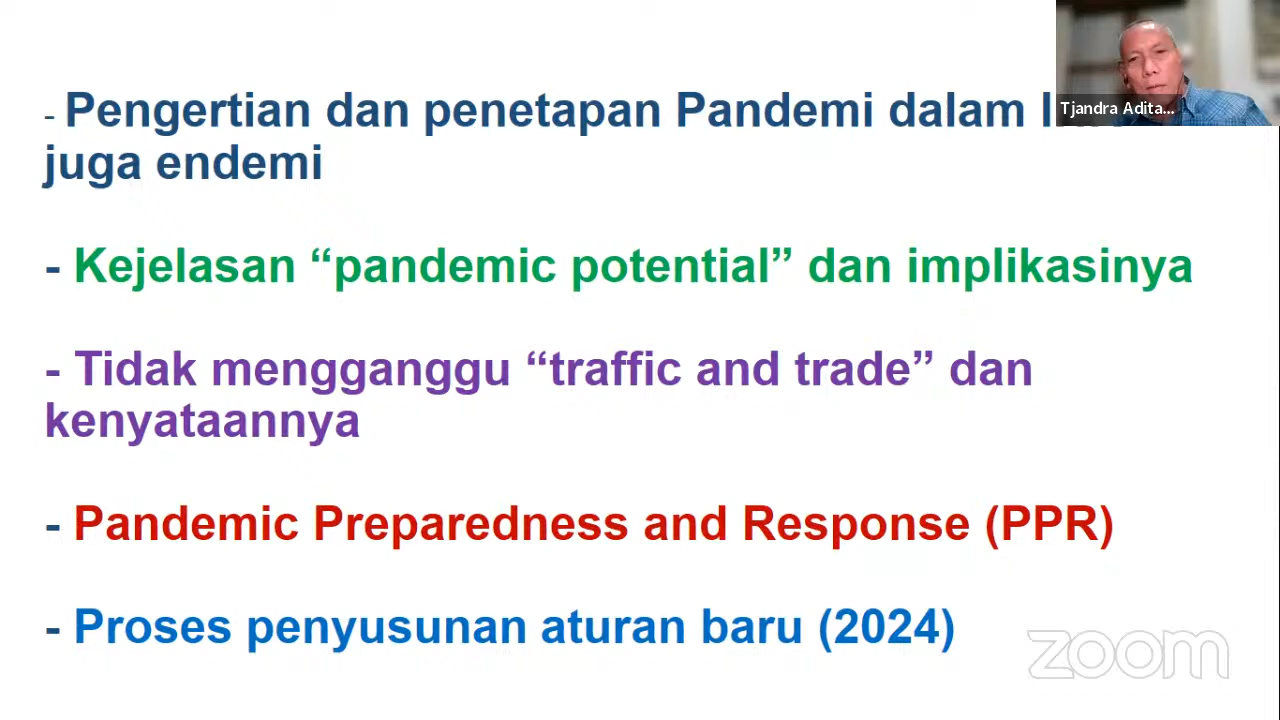 - Pengertian dan penetapan Pandemi dalam
juga endemi
- Kejelasan “pandemic potential” dan implikasinya
- Tidak mengganggu “traffic and trade” dan
kenyataannya
- Pandemic Preparedness and Response (PPR)
- Proses penyusunan aturan baru (2024)
Tjandra Adita...
zoom